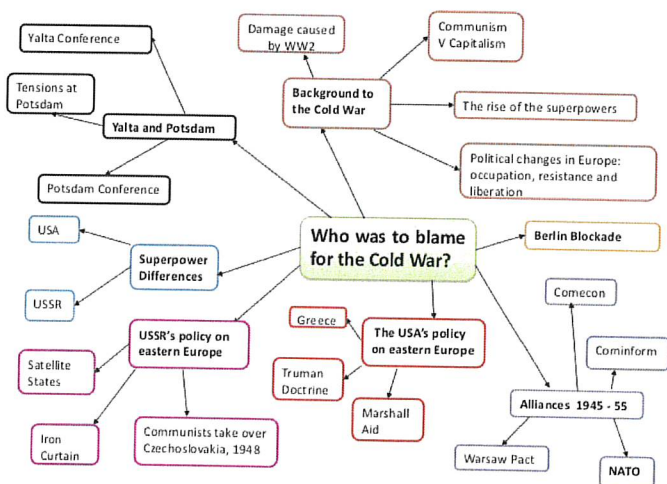 Yalta Conference
Damage caused
by WW2
Communism
V Capitalism
Tensions at
Potsdam
Background to
the Cold War
The rise of the superpowers
Yalta and Potsdam
Political changes in Europe:
occupation, resistance and
liberation
Potsdam Conference
USA
Who was to blame
for the Cold War?
Berlin Blockade
Superpower
Differences
Comecon
USSR
Greece
USSR's policy on
eastern Europe
The USA's policy
on eastern Europe
Cominform
Satellite
States
Truman
Doctrine
Alliances 1945 - 55
Iron
Curtain
Communists take over
Czechoslovakia, 1948
Marshall
Aid
Warsaw Pact
NATO